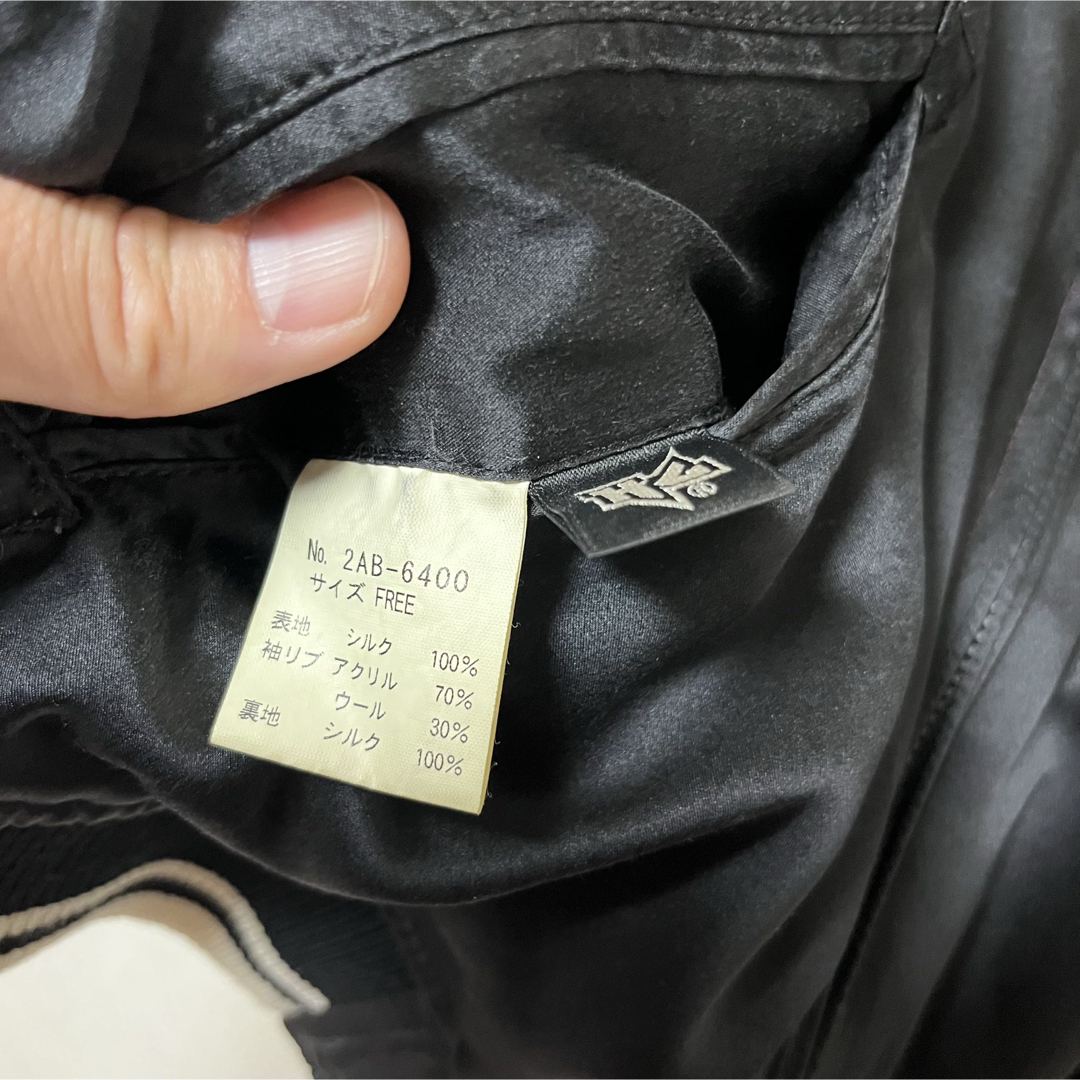 No. 2AB-6400
サイズ FREE
表地 シルク 100%
袖リブ アクリル 70%
ウール 30%
裏地 シルク 100%